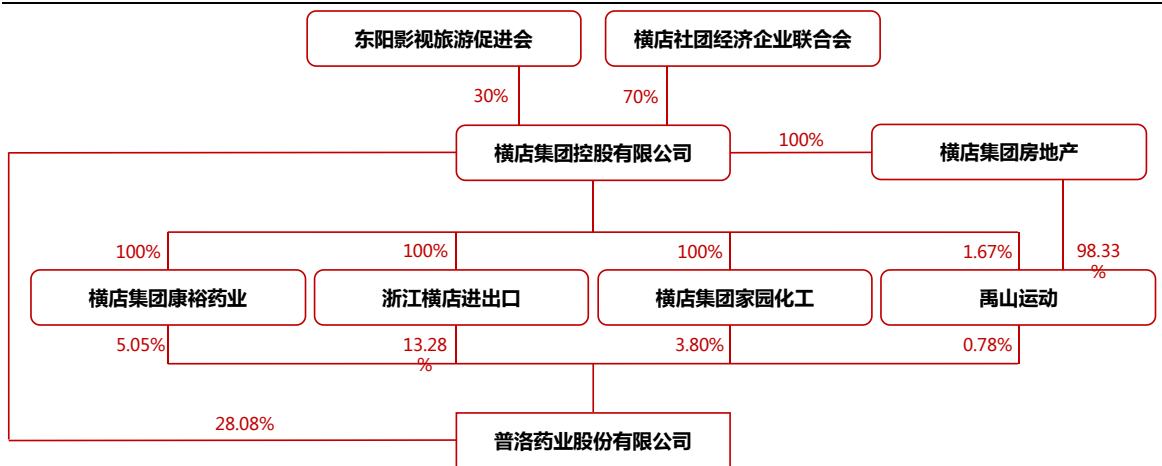 东阳影视旅游促进会
横店社团经济企业联合会
30%
70%
横店集团控股有限公司
100%
横店集团房地产
100%
100%
100%
1.67%
98.33
%
横店集团康裕药业
浙江横店进出口
横店集团家园化工
禹山运动
5.05%
13.28
%
3.80%
0.78%
28.08%
普洛药业股份有限公司